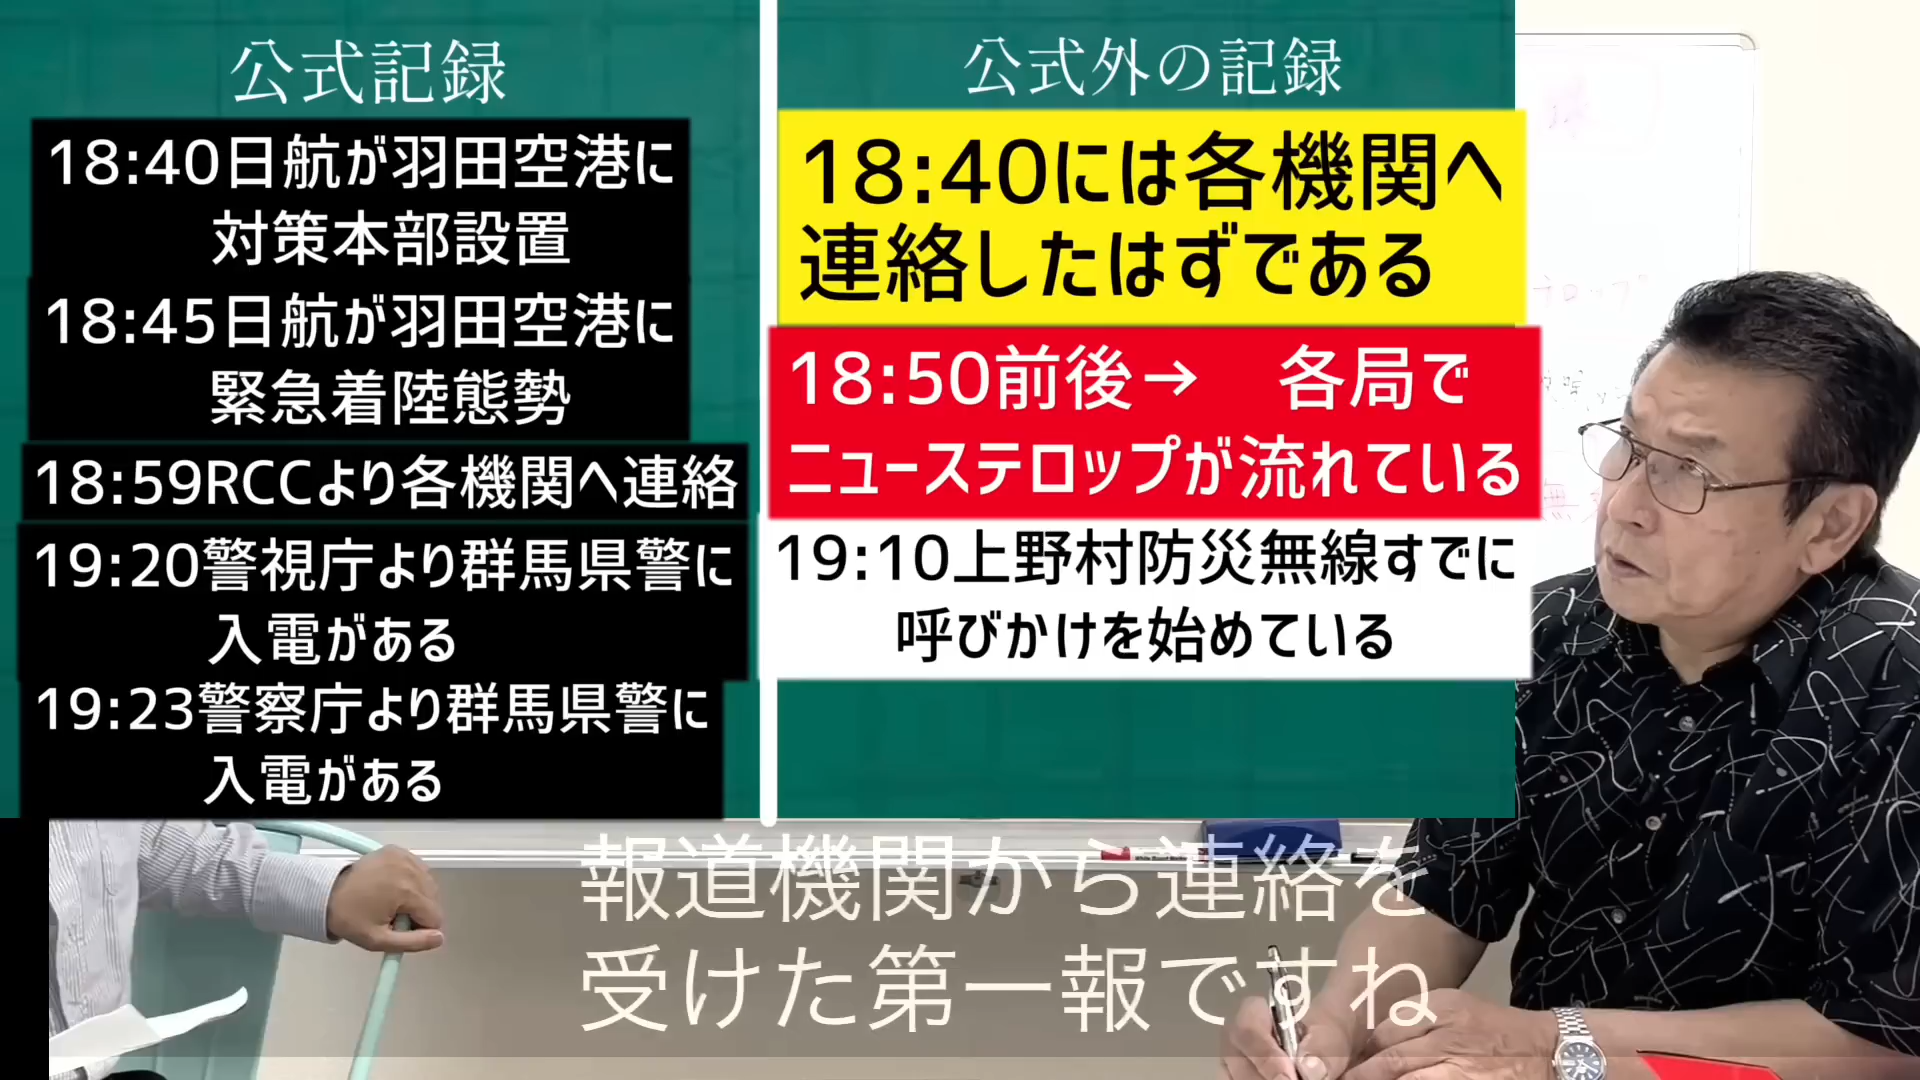 公式記録
18:40日航が羽田空港に
対策本部設置
18:45日航が羽田空港に
緊急着陸態勢
18:59RCCより各機関へ連絡
19:20警視庁より群馬県警に
入電がある
19:23警察庁より群馬県警に
入電がある
公式外の記録
18:40には各機関へ
連絡したはずである
18:50前後→　各局で
ニューステロップが流れている
19:10上野村防災無線すでに
呼びかけを始めている
報道機関から連絡を
受けた第一報ですね